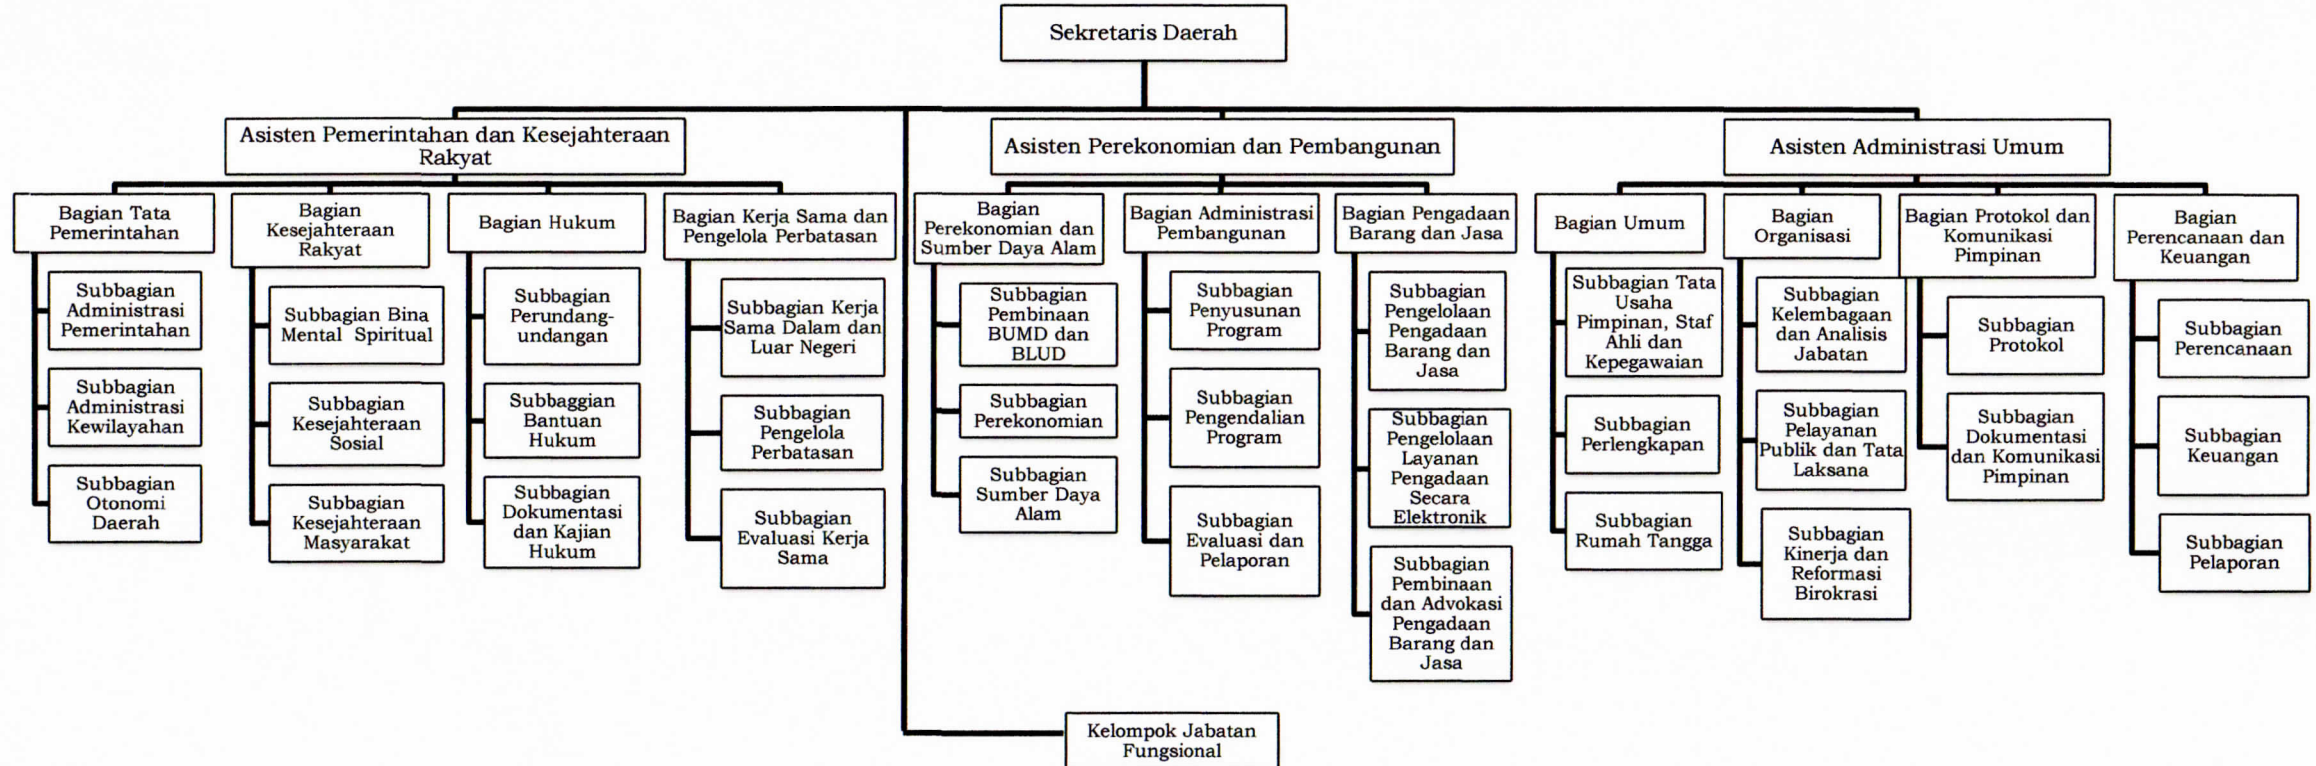 Sekretaris Daerah
Asisten Pemerintahan dan Kesejahteraan
Rakyat
Asisten Perekonomian dan Pembangunan
Asisten Administrasi Umum
Bagian Tata
Pemerintahan
Subbagian
Administrasi
Pemerintahan
Subbagian
Administrasi
Kewilayahan
Subbagian
Otonomi
Daerah
Bagian
Kesejahteraan
Rakyat
Subbagian Bina
Mental Spiritual
Subbagian
Kesejahteraan
Sosial
Subbagian
Kesejahteraan
Masyarakat
Bagian Hukum
Subbagian
Perundang-
undangan
Subbaggian
Bantuan
Hukum
Subbagian
Dokumentasi
dan Kajian
Hukum
Bagian Kerja Sama dan
Pengelola Perbatasan
Subbagian Kerja
Sama Dalam dan
Luar Negeri
Subbagian
Pengelola
Perbatasan
Subbagian
Evaluasi Kerja
Sama
Bagian
Perekonomian dan
Sumber Daya Alam
Subbagian
Pembinaan
BUMD dan
BLUD
Subbagian
Perekonomian
Subbagian
Sumber Daya
Alam
Bagian Administrasi
Pembangunan
Subbagian
Penyusunan
Program
Subbagian
Pengendalian
Program
Subbagian
Evaluasi dan
Pelaporan
Bagian Pengadaan
Barang dan Jasa
Subbagian
Pengelolaan
Pengadaan
Barang dan
Jasa
Subbagian
Pengelolaan
Layanan
Pengadaan
Secara
Elektronik
Subbagian
Pembinaan
dan Advokasi
Pengadaan
Barang dan
Jasa
Bagian Umum
Subbagian Tata
Usaha
Pimpinan, Staf
Ahli dan
Kepegawaian
Subbagian
Perlengkapan
Subbagian
Rumah Tangga
Bagian
Organisasi
Subbagian
Kelembagaan
dan Analisis
Jabatan
Subbagian
Pelayanan
Publik dan Tata
Laksana
Subbagian
Kinerja dan
Reformasi
Birokrasi
Bagian Protokol dan
Komunikasi
Pimpinan
Subbagian
Protokol
Subbagian
Dokumentasi
dan Komunikasi
Pimpinan
Bagian
Perencanaan dan
Keuangan
Subbagian
Perencanaan
Subbagian
Keuangan
Subbagian
Pelaporan
Kelompok Jabatan
Fungsional